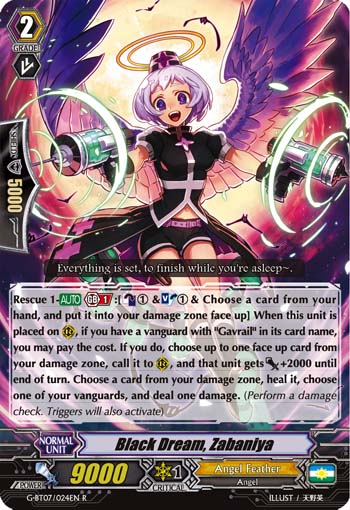 2
GRADE
SHIELD
5000
Everything is set, to finish while you're asleep~.
Rescue 1-AUTO GB 1 :[ 1 & 1 & Choose a card from your
hand, and put it into your damage zone face up] When this unit is
placed on R, if you have a vanguard with "Gavrail" in its card name,
you may pay the cost. If you do, choose up to one face up card from
your damage zone, call it to R, and that unit gets +2000 until
end of turn. Choose a card from your damage zone, heal it, choose
one of your vanguards, and deal one damage. (Perform a damage
check. Triggers will also activate)
NORMAL
UNIT
Black Dream, Zabaniya
POWER
9000
1
CRITICAL
Angel Feather
Angel
G-BT07/024EN R
ILLUST / 天野英